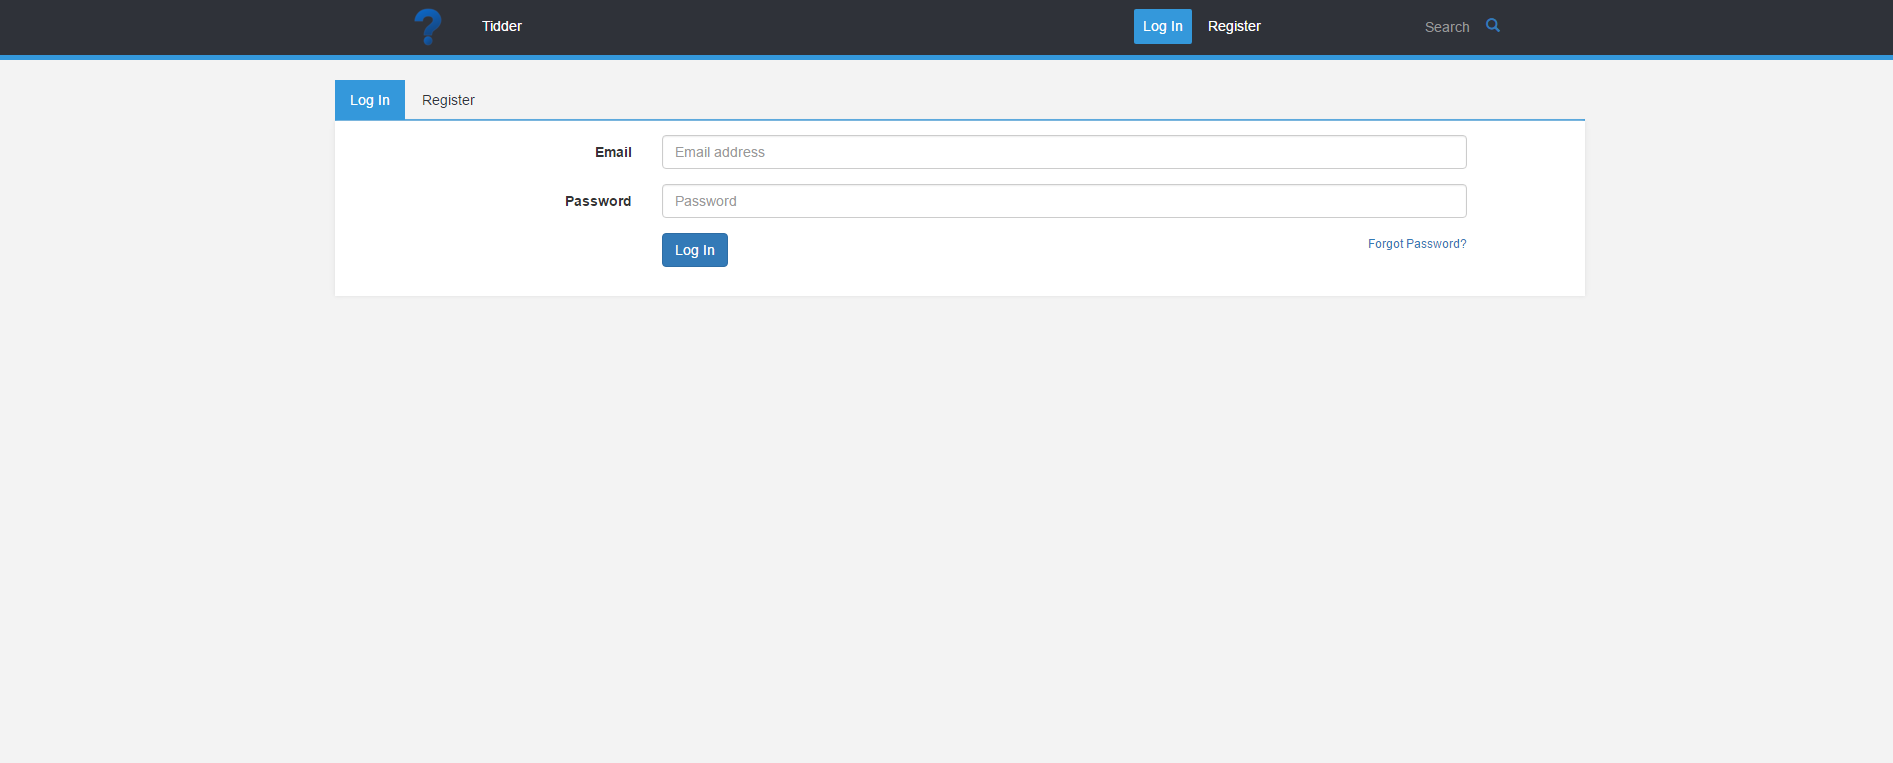 Tidder Log In Register Search
Log In Register
Email Email address
Password Password
Log In Forgot Password?